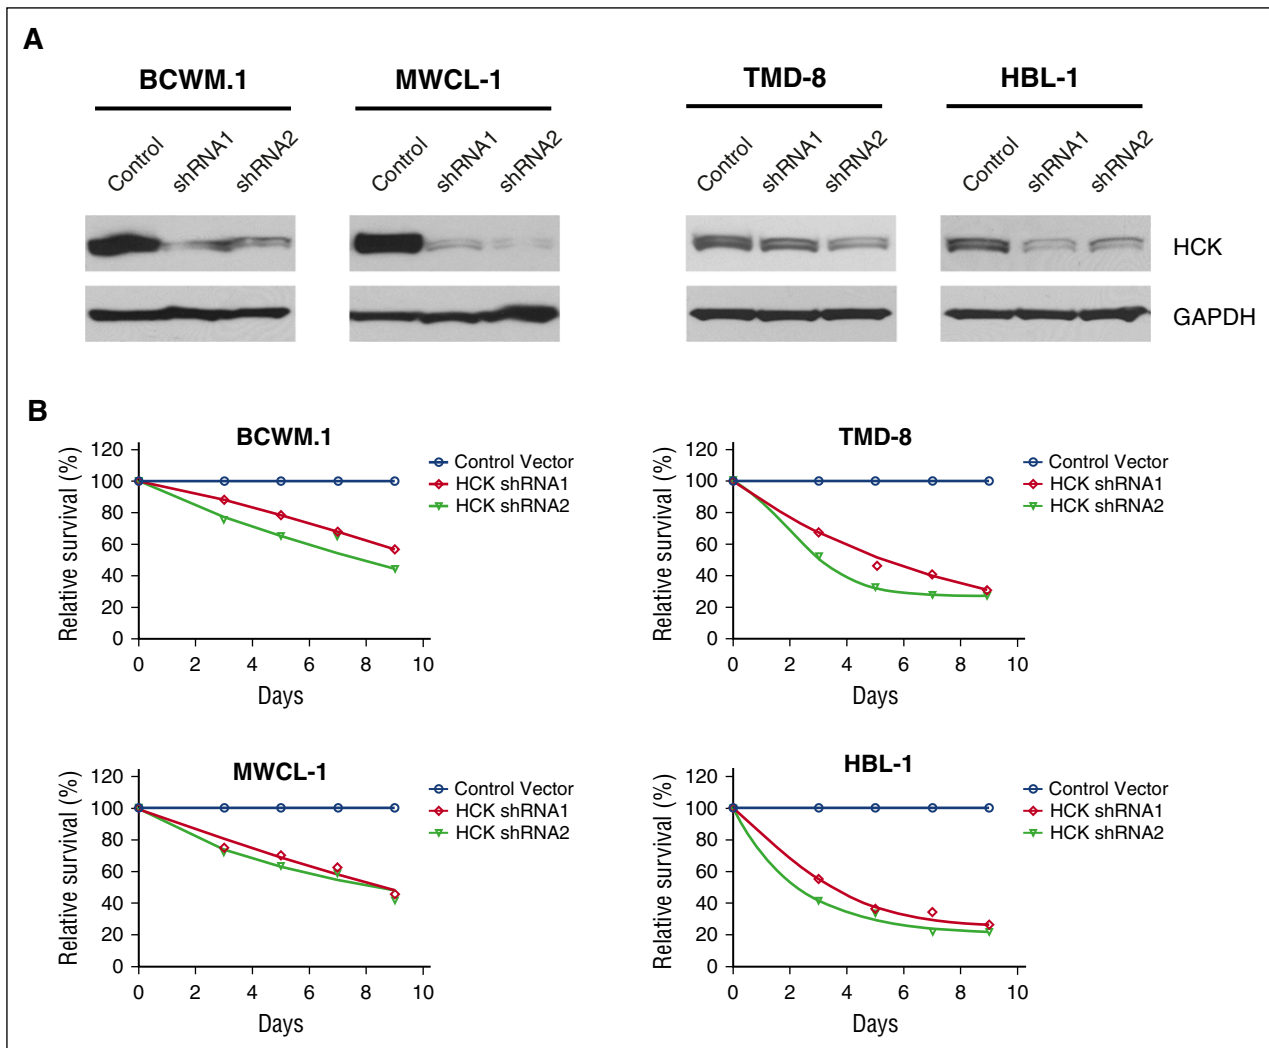 A
BCWM.1 MWCL-1 TMD-8 HBL-1
Control shRNA1 shRNA2 Control shRNA1 shRNA2 Control shRNA1 shRNA2 Control shRNA1 shRNA2
HCK
GAPDH
B
BCWM.1
Relative survival (%)
120
100
80
60
40
20
0
0 2 4 6 8 10
Days
Control Vector
HCK shRNA1
HCK shRNA2
TMD-8
Relative survival (%)
120
100
80
60
40
20
0
0 2 4 6 8 10
Days
Control Vector
HCK shRNA1
HCK shRNA2
MWCL-1
Relative survival (%)
120
100
80
60
40
20
0
0 2 4 6 8 10
Days
Control Vector
HCK shRNA1
HCK shRNA2
HBL-1
Relative survival (%)
120
100
80
60
40
20
0
0 2 4 6 8 10
Days
Control Vector
HCK shRNA1
HCK shRNA2